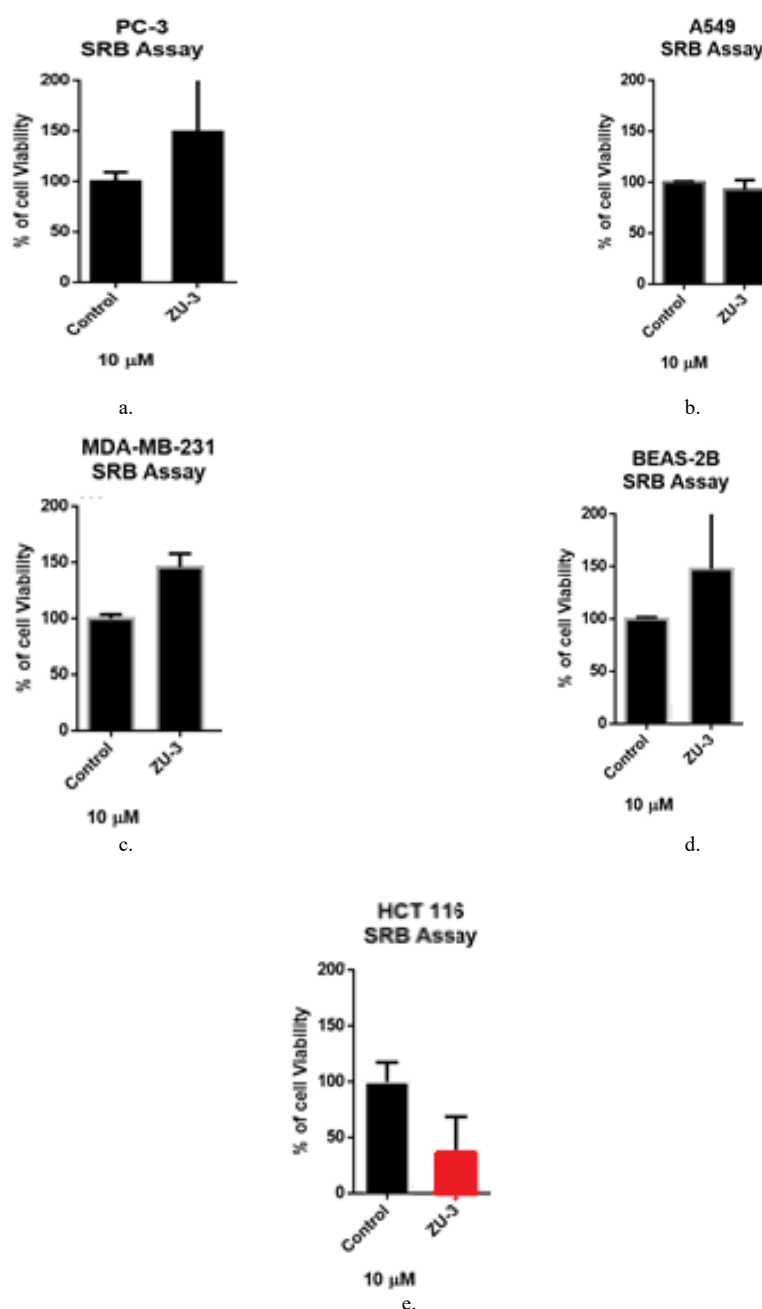 PC-3
SRB Assay
% of cell Viability
200
150
100
50
0
Control
ZU-3
10 μM
a.
A549
SRB Assay
% of cell Viability
200
150
100
50
0
Control
ZU-3
10 μM
b.
MDA-MB-231
SRB Assay
% of cell Viability
200
150
100
50
0
Control
ZU-3
10 μM
c.
BEAS-2B
SRB Assay
% of cell Viability
200
150
100
50
0
Control
ZU-3
10 μM
d.
HCT 116
SRB Assay
% of cell Viability
200
150
100
50
0
Control
ZU-3
10 μM
e.